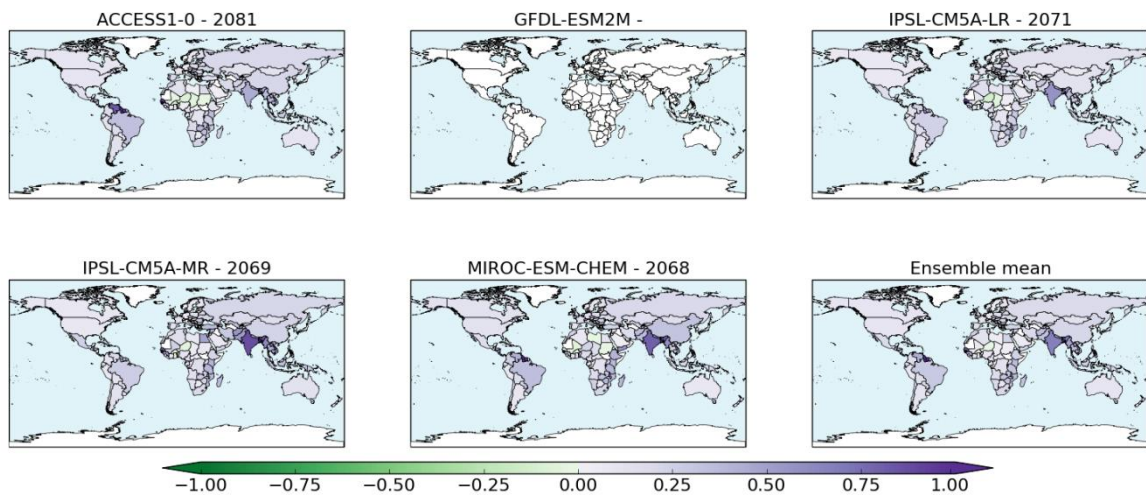 ACCESS1-0 - 2081
GFDL-ESM2M -
IPSL-CM5A-LR - 2071
IPSL-CM5A-MR - 2069
MIROC-ESM-CHEM - 2068
Ensemble mean
−1.00 −0.75 −0.50 −0.25 0.00 0.25 0.50 0.75 1.00